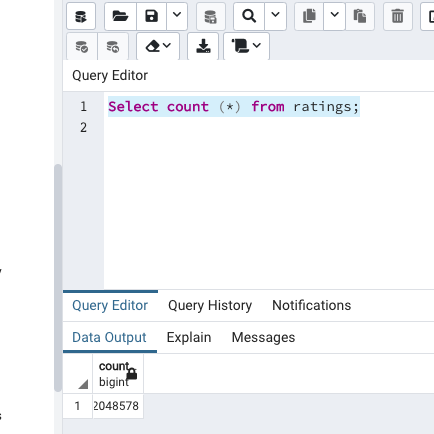 Query Editor
1 Select count (*) from ratings;
2
Query Editor Query History Notifications
Data Output Explain Messages
count
bigint
1 2048578